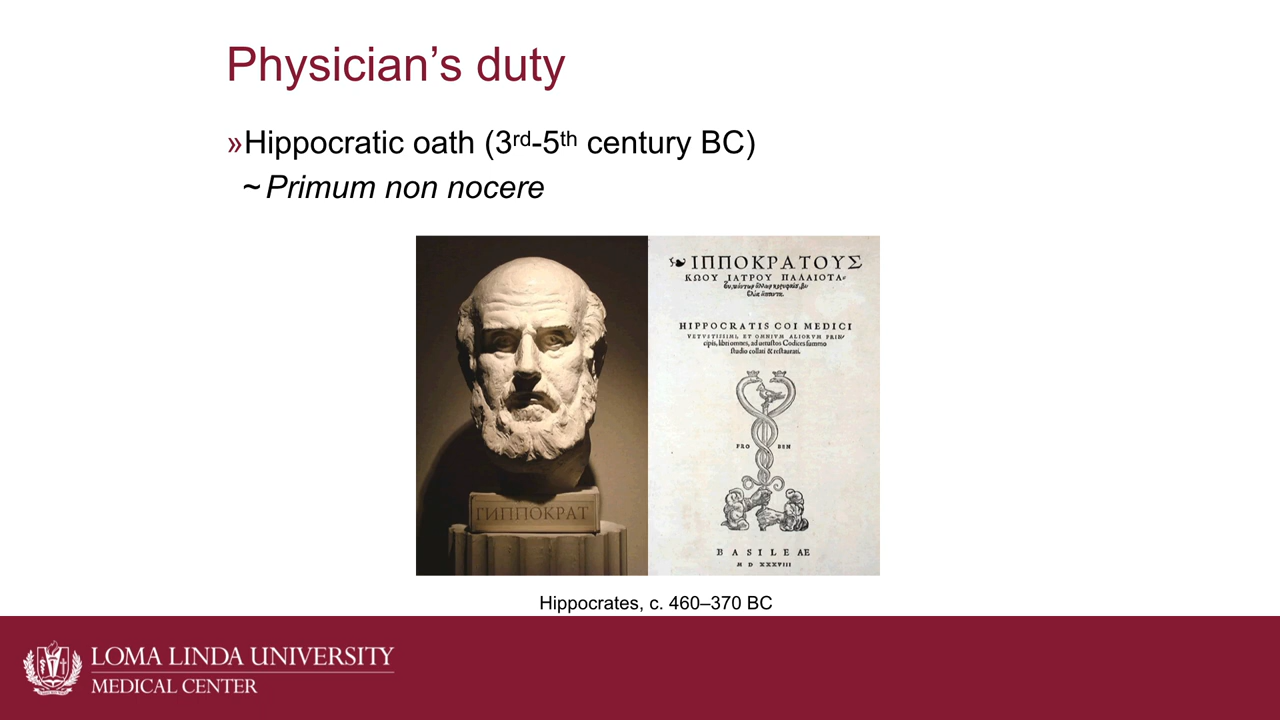 Physician’s duty
»Hippocratic oath (3rd-5th century BC)
~ Primum non nocere
ΓΙΠΠΟΚΡΑΤ
ΙΠΠΟΚΡΑΤΟΥΣ
ΚΩΟΥ ΙΑΤΡΟΥ ΠΑΛΑΙΟΤΑ
HIPPOCRATIS COI MEDICI
VETVSTISSIMI, ET OMNIVM ALIORVM PRIN-
cipis, libri omnes, ad uetustos Codices summo
studio collati & restaurati.
FRO BEN
BASILEAE
M D XXXVIII
Hippocrates, c. 460–370 BC
LOMA LINDA UNIVERSITY
MEDICAL CENTER